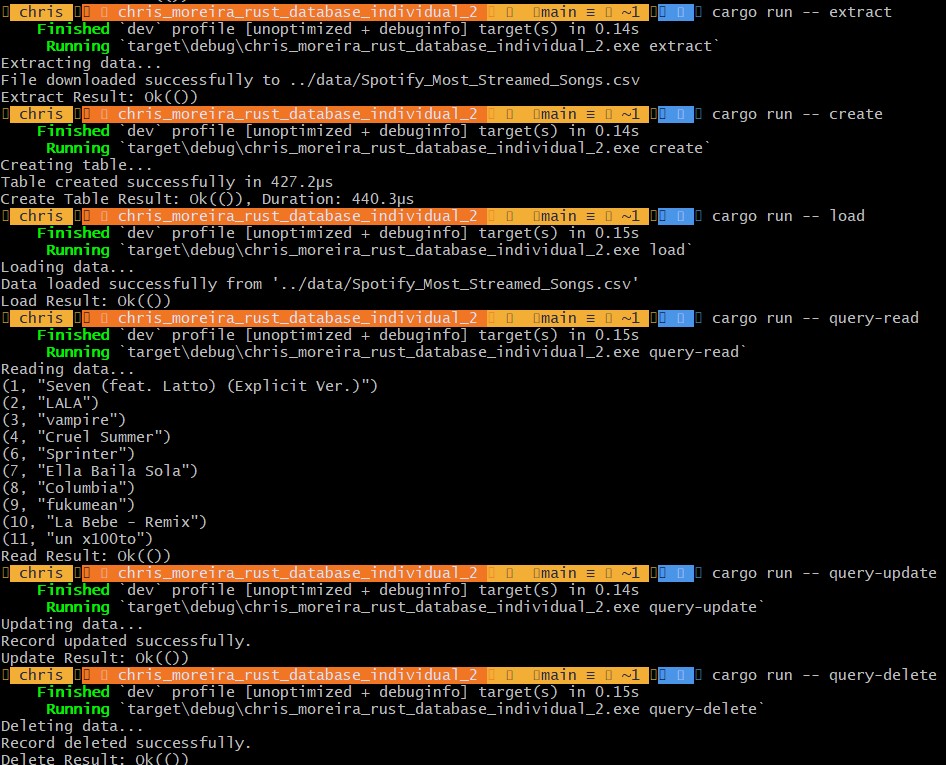 chris chris_moreira_rust_database_individual_2 main ≡ ~1 cargo run -- extract
Finished `dev` profile [unoptimized + debuginfo] target(s) in 0.14s
Running `target\debug\chris_moreira_rust_database_individual_2.exe extract`
Extracting data...
File downloaded successfully to ../data/Spotify_Most_Streamed_Songs.csv
Extract Result: Ok(())
chris chris_moreira_rust_database_individual_2 main ≡ ~1 cargo run -- create
Finished `dev` profile [unoptimized + debuginfo] target(s) in 0.14s
Running `target\debug\chris_moreira_rust_database_individual_2.exe create`
Creating table...
Table created successfully in 427.2µs
Create Table Result: Ok(()), Duration: 440.3µs
chris chris_moreira_rust_database_individual_2 main ≡ ~1 cargo run -- load
Finished `dev` profile [unoptimized + debuginfo] target(s) in 0.15s
Running `target\debug\chris_moreira_rust_database_individual_2.exe load`
Loading data...
Data loaded successfully from '../data/Spotify_Most_Streamed_Songs.csv'
Load Result: Ok(())
chris chris_moreira_rust_database_individual_2 main ≡ ~1 cargo run -- query-read
Finished `dev` profile [unoptimized + debuginfo] target(s) in 0.15s
Running `target\debug\chris_moreira_rust_database_individual_2.exe query-read`
Reading data...
(1, "Seven (feat. Latto) (Explicit Ver.)")
(2, "LALA")
(3, "vampire")
(4, "Cruel Summer")
(6, "Sprinter")
(7, "Ella Baila Sola")
(8, "Columbia")
(9, "fukumean")
(10, "La Bebe - Remix")
(11, "un x100to")
Read Result: Ok(())
chris chris_moreira_rust_database_individual_2 main ≡ ~1 cargo run -- query-update
Finished `dev` profile [unoptimized + debuginfo] target(s) in 0.14s
Running `target\debug\chris_moreira_rust_database_individual_2.exe query-update`
Updating data...
Record updated successfully.
Update Result: Ok(())
chris chris_moreira_rust_database_individual_2 main ≡ ~1 cargo run -- query-delete
Finished `dev` profile [unoptimized + debuginfo] target(s) in 0.15s
Running `target\debug\chris_moreira_rust_database_individual_2.exe query-delete`
Deleting data...
Record deleted successfully.
Delete Result: Ok(())